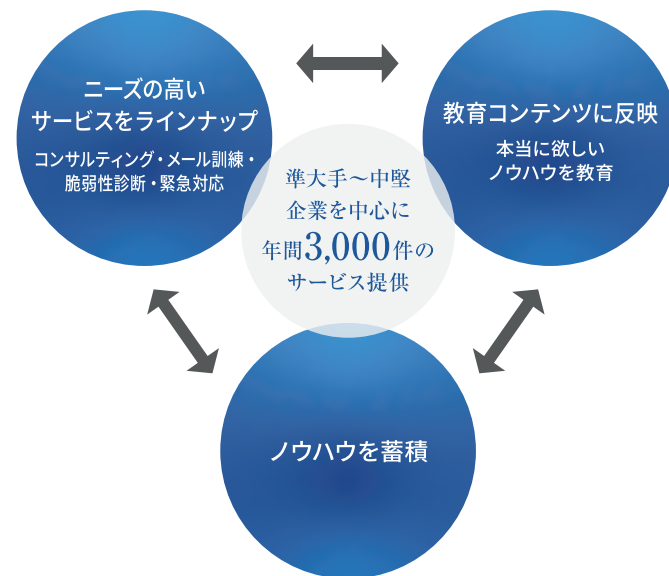 ニーズの高い
サービスをラインナップ
コンサルティング・メール訓練・
脆弱性診断・緊急対応
教育コンテンツに反映
本当に欲しい
ノウハウを教育
準大手～中堅
企業を中心に
年間3,000件の
サービス提供
ノウハウを蓄積